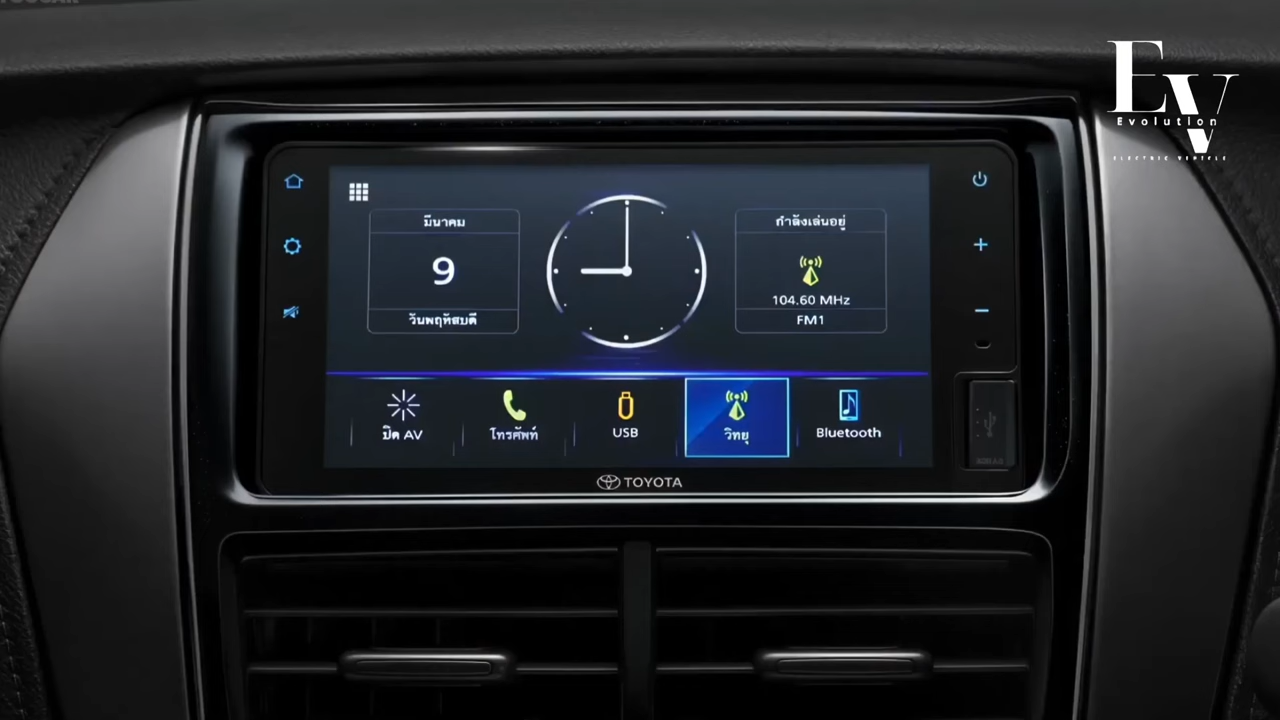 EV
Evolution
ELECTRIC VEHICLE
มีนาคม
9
วันพฤหัสบดี
กำลังเล่นอยู่
104.60 MHz
FM1
ปิด AV
โทรศัพท์
USB
วิทยุ
Bluetooth
TOYOTA